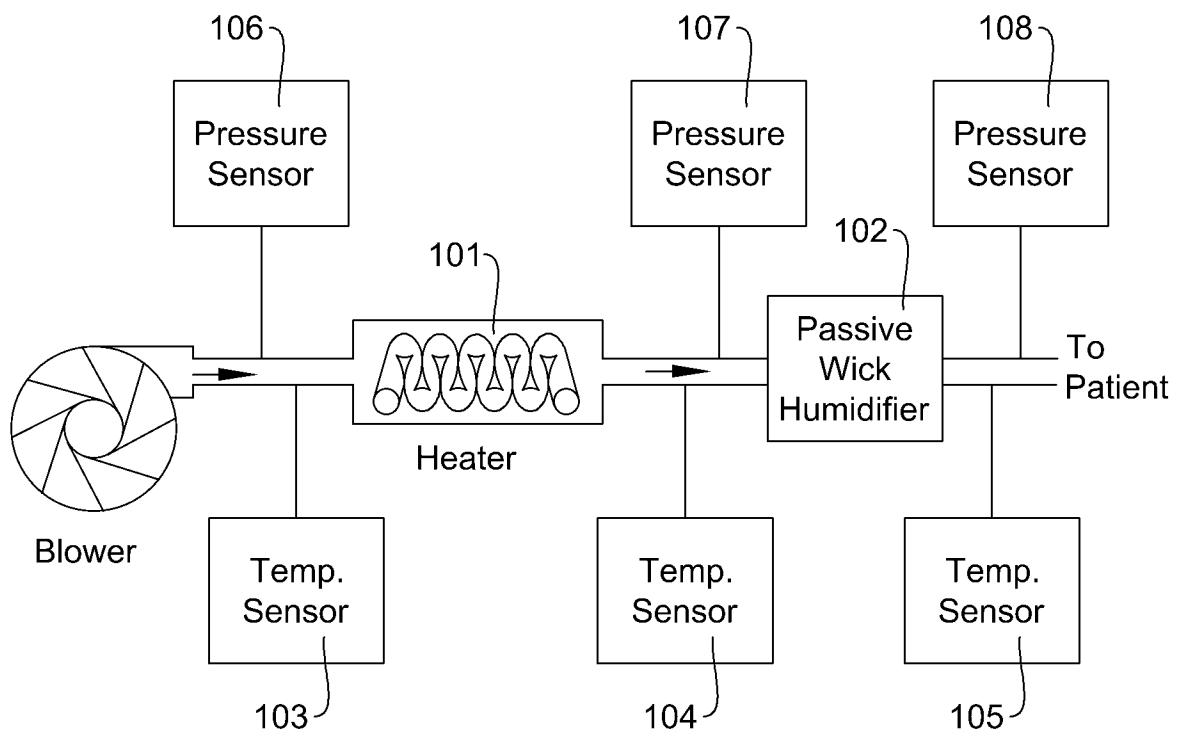 106
107
108
Pressure
Sensor
Pressure
Sensor
Pressure
Sensor
101
102
Passive
Wick
Humidifier
To
Patient
Heater
Blower
Temp.
Sensor
Temp.
Sensor
Temp.
Sensor
103
104
105